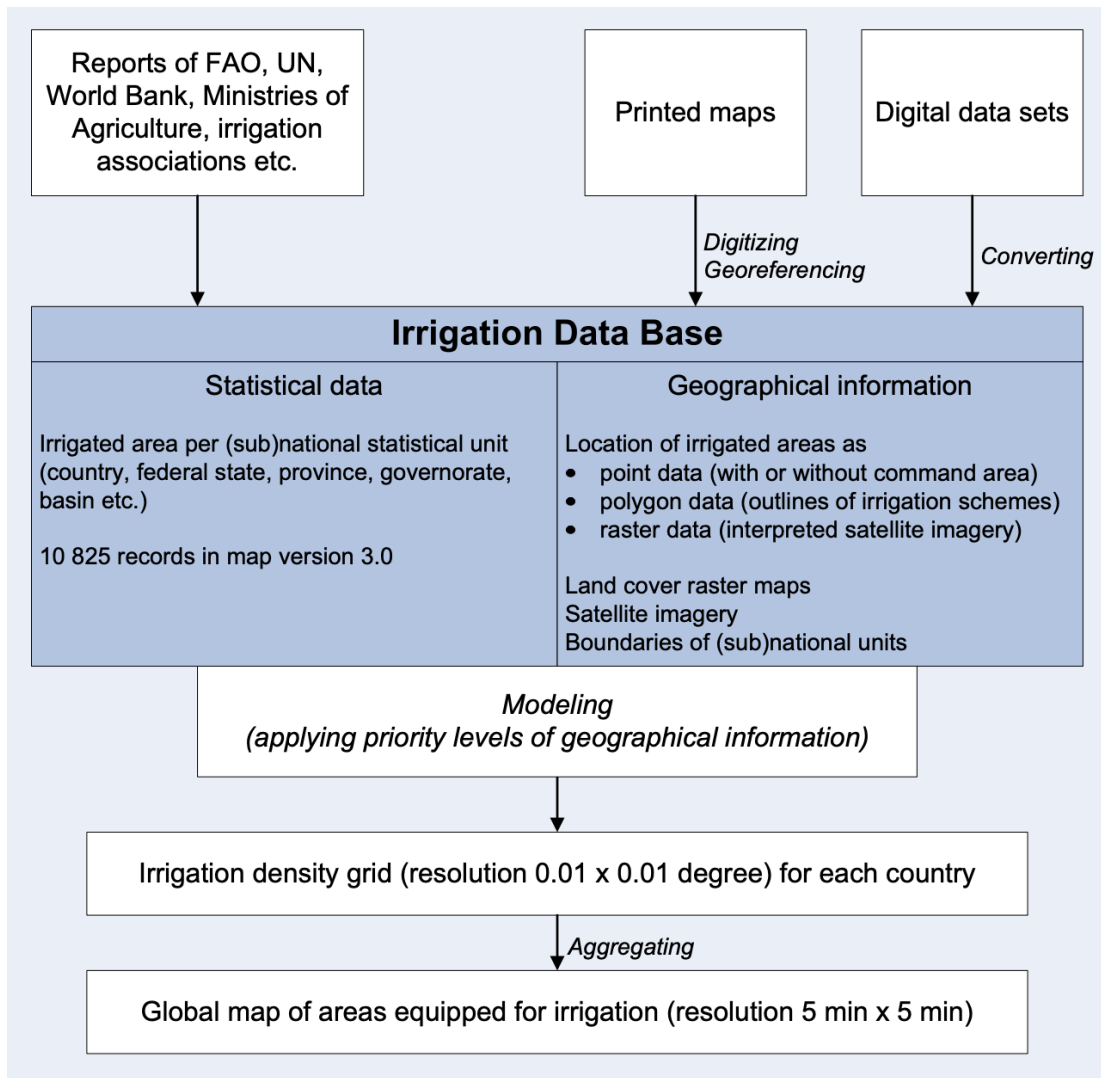 Reports of FAO, UN,
World Bank, Ministries of
Agriculture, irrigation
associations etc.
Printed maps
Digital data sets
Digitizing
Georeferencing
Converting
Irrigation Data Base
Statistical data
Irrigated area per (sub)national statistical unit
(country, federal state, province, governorate,
basin etc.)
10 825 records in map version 3.0
Geographical information
Location of irrigated areas as
• point data (with or without command area)
• polygon data (outlines of irrigation schemes)
• raster data (interpreted satellite imagery)
Land cover raster maps
Satellite imagery
Boundaries of (sub)national units
Modeling
(applying priority levels of geographical information)
Irrigation density grid (resolution 0.01 x 0.01 degree) for each country
Aggregating
Global map of areas equipped for irrigation (resolution 5 min x 5 min)